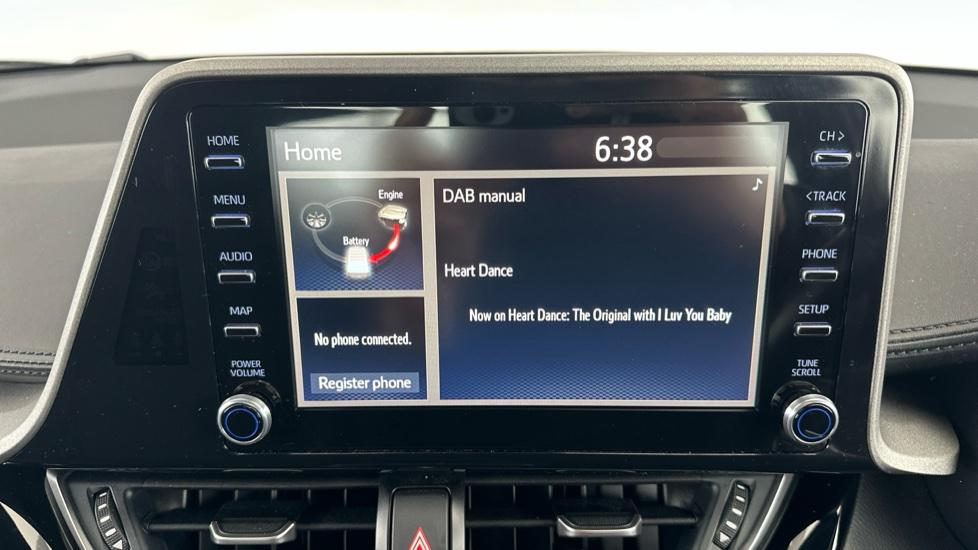 HOME
MENU
AUDIO
MAP
POWER
VOLUME
Home
6:38
Engine
Battery
No phone connected.
Register phone
DAB manual
Heart Dance
Now on Heart Dance: The Original with I Luv You Baby
CH >
< TRACK
PHONE
SETUP
TUNE
SCROLL